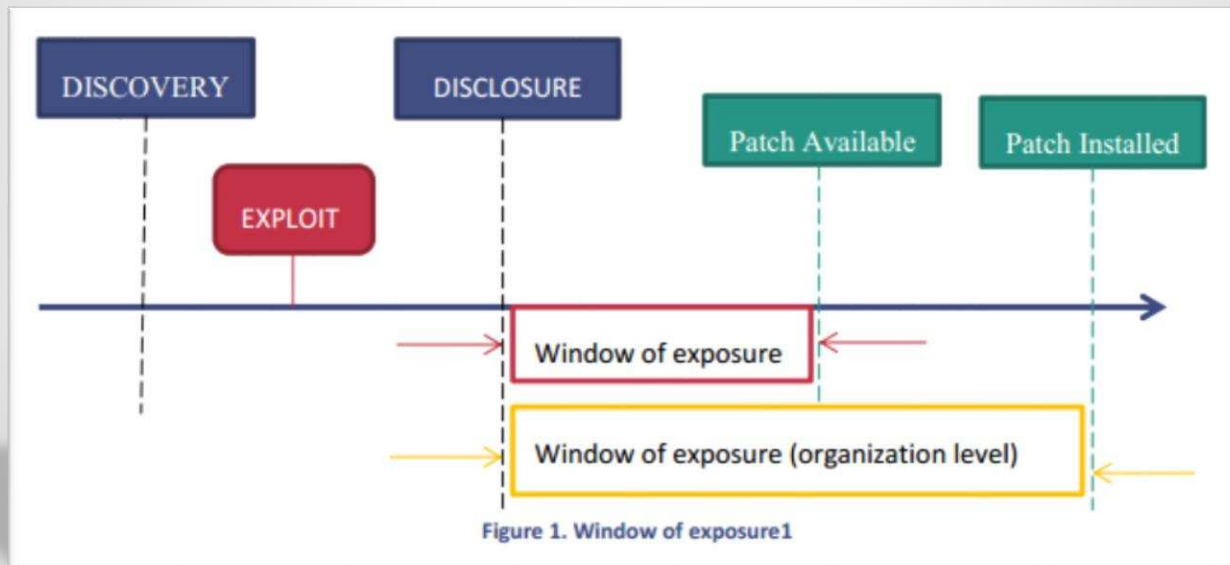 DISCOVERY
DISCLOSURE
Patch Available
Patch Installed
EXPLOIT
Window of exposure
Window of exposure (organization level)
Figure 1. Window of exposure1